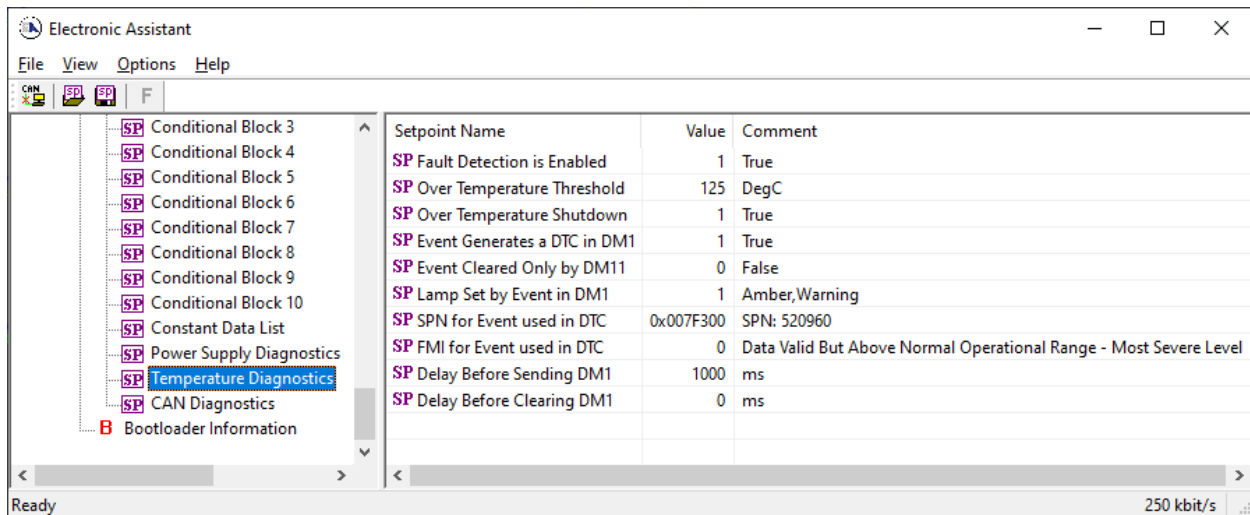 Electronic Assistant
File View Options Help
CAN SP SP F
SP Conditional Block 3
SP Conditional Block 4
SP Conditional Block 5
SP Conditional Block 6
SP Conditional Block 7
SP Conditional Block 8
SP Conditional Block 9
SP Conditional Block 10
SP Constant Data List
SP Power Supply Diagnostics
SP Temperature Diagnostics
SP CAN Diagnostics
B Bootloader Information
Setpoint Name Value Comment
SP Fault Detection is Enabled 1 True
SP Over Temperature Threshold 125 DegC
SP Over Temperature Shutdown 1 True
SP Event Generates a DTC in DM1 1 True
SP Event Cleared Only by DM11 0 False
SP Lamp Set by Event in DM1 1 Amber,Warning
SP SPN for Event used in DTC 0x007F300 SPN: 520960
SP FMI for Event used in DTC 0 Data Valid But Above Normal Operational Range - Most Severe Level
SP Delay Before Sending DM1 1000 ms
SP Delay Before Clearing DM1 0 ms
Ready 250 kbit/s